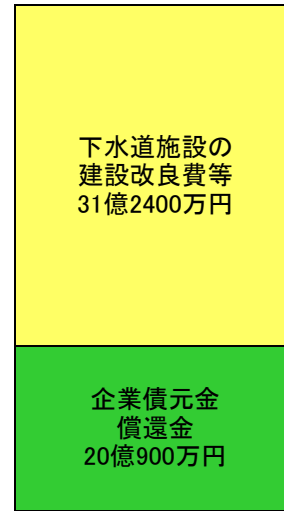 下水道施設の
建設改良費等
31億2400万円
企業債元金
償還金
20億900万円